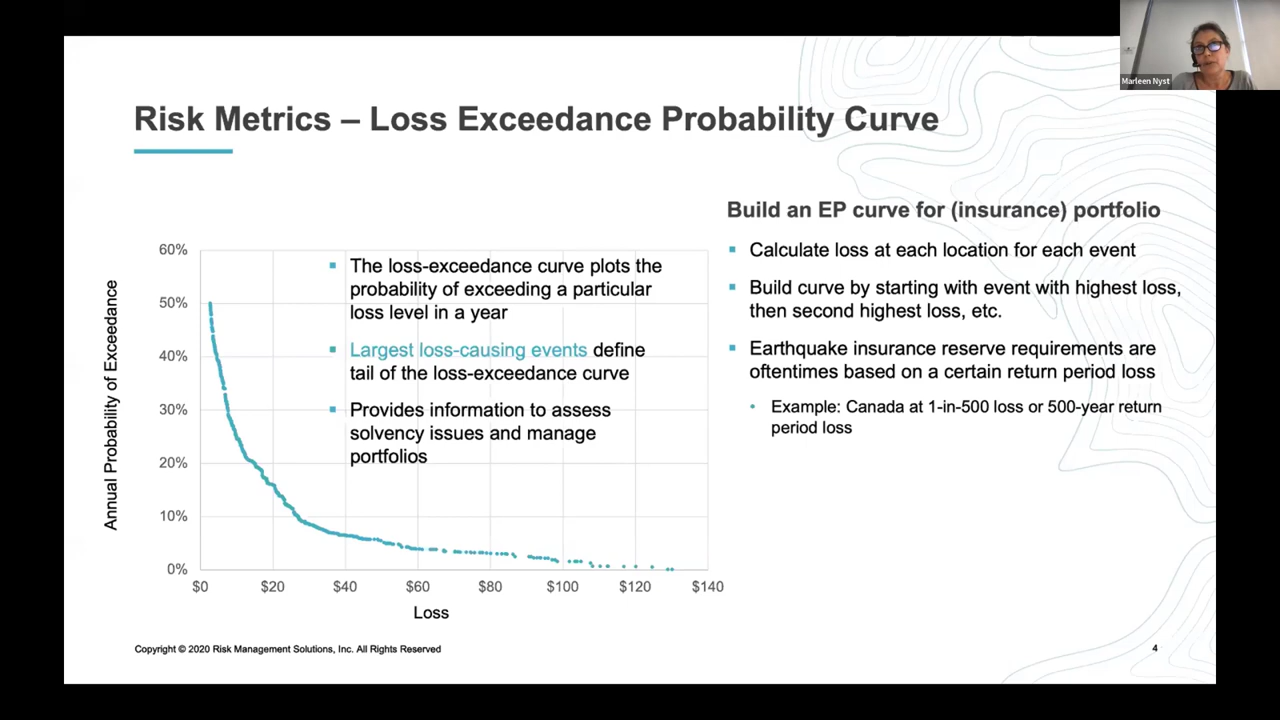 Marleen Nyst
Risk Metrics – Loss Exceedance Probability Curve
Build an EP curve for (insurance) portfolio
Calculate loss at each location for each event
Build curve by starting with event with highest loss,
then second highest loss, etc.
Earthquake insurance reserve requirements are
oftentimes based on a certain return period loss
Example: Canada at 1-in-500 loss or 500-year return
period loss
The loss-exceedance curve plots the
probability of exceeding a particular
loss level in a year
Largest loss-causing events define
tail of the loss-exceedance curve
Provides information to assess
solvency issues and manage
portfolios
Annual Probability of Exceedance
60%
50%
40%
30%
20%
10%
0%
$0 $20 $40 $60 $80 $100 $120 $140
Loss
Copyright © 2020 Risk Management Solutions, Inc. All Rights Reserved
4